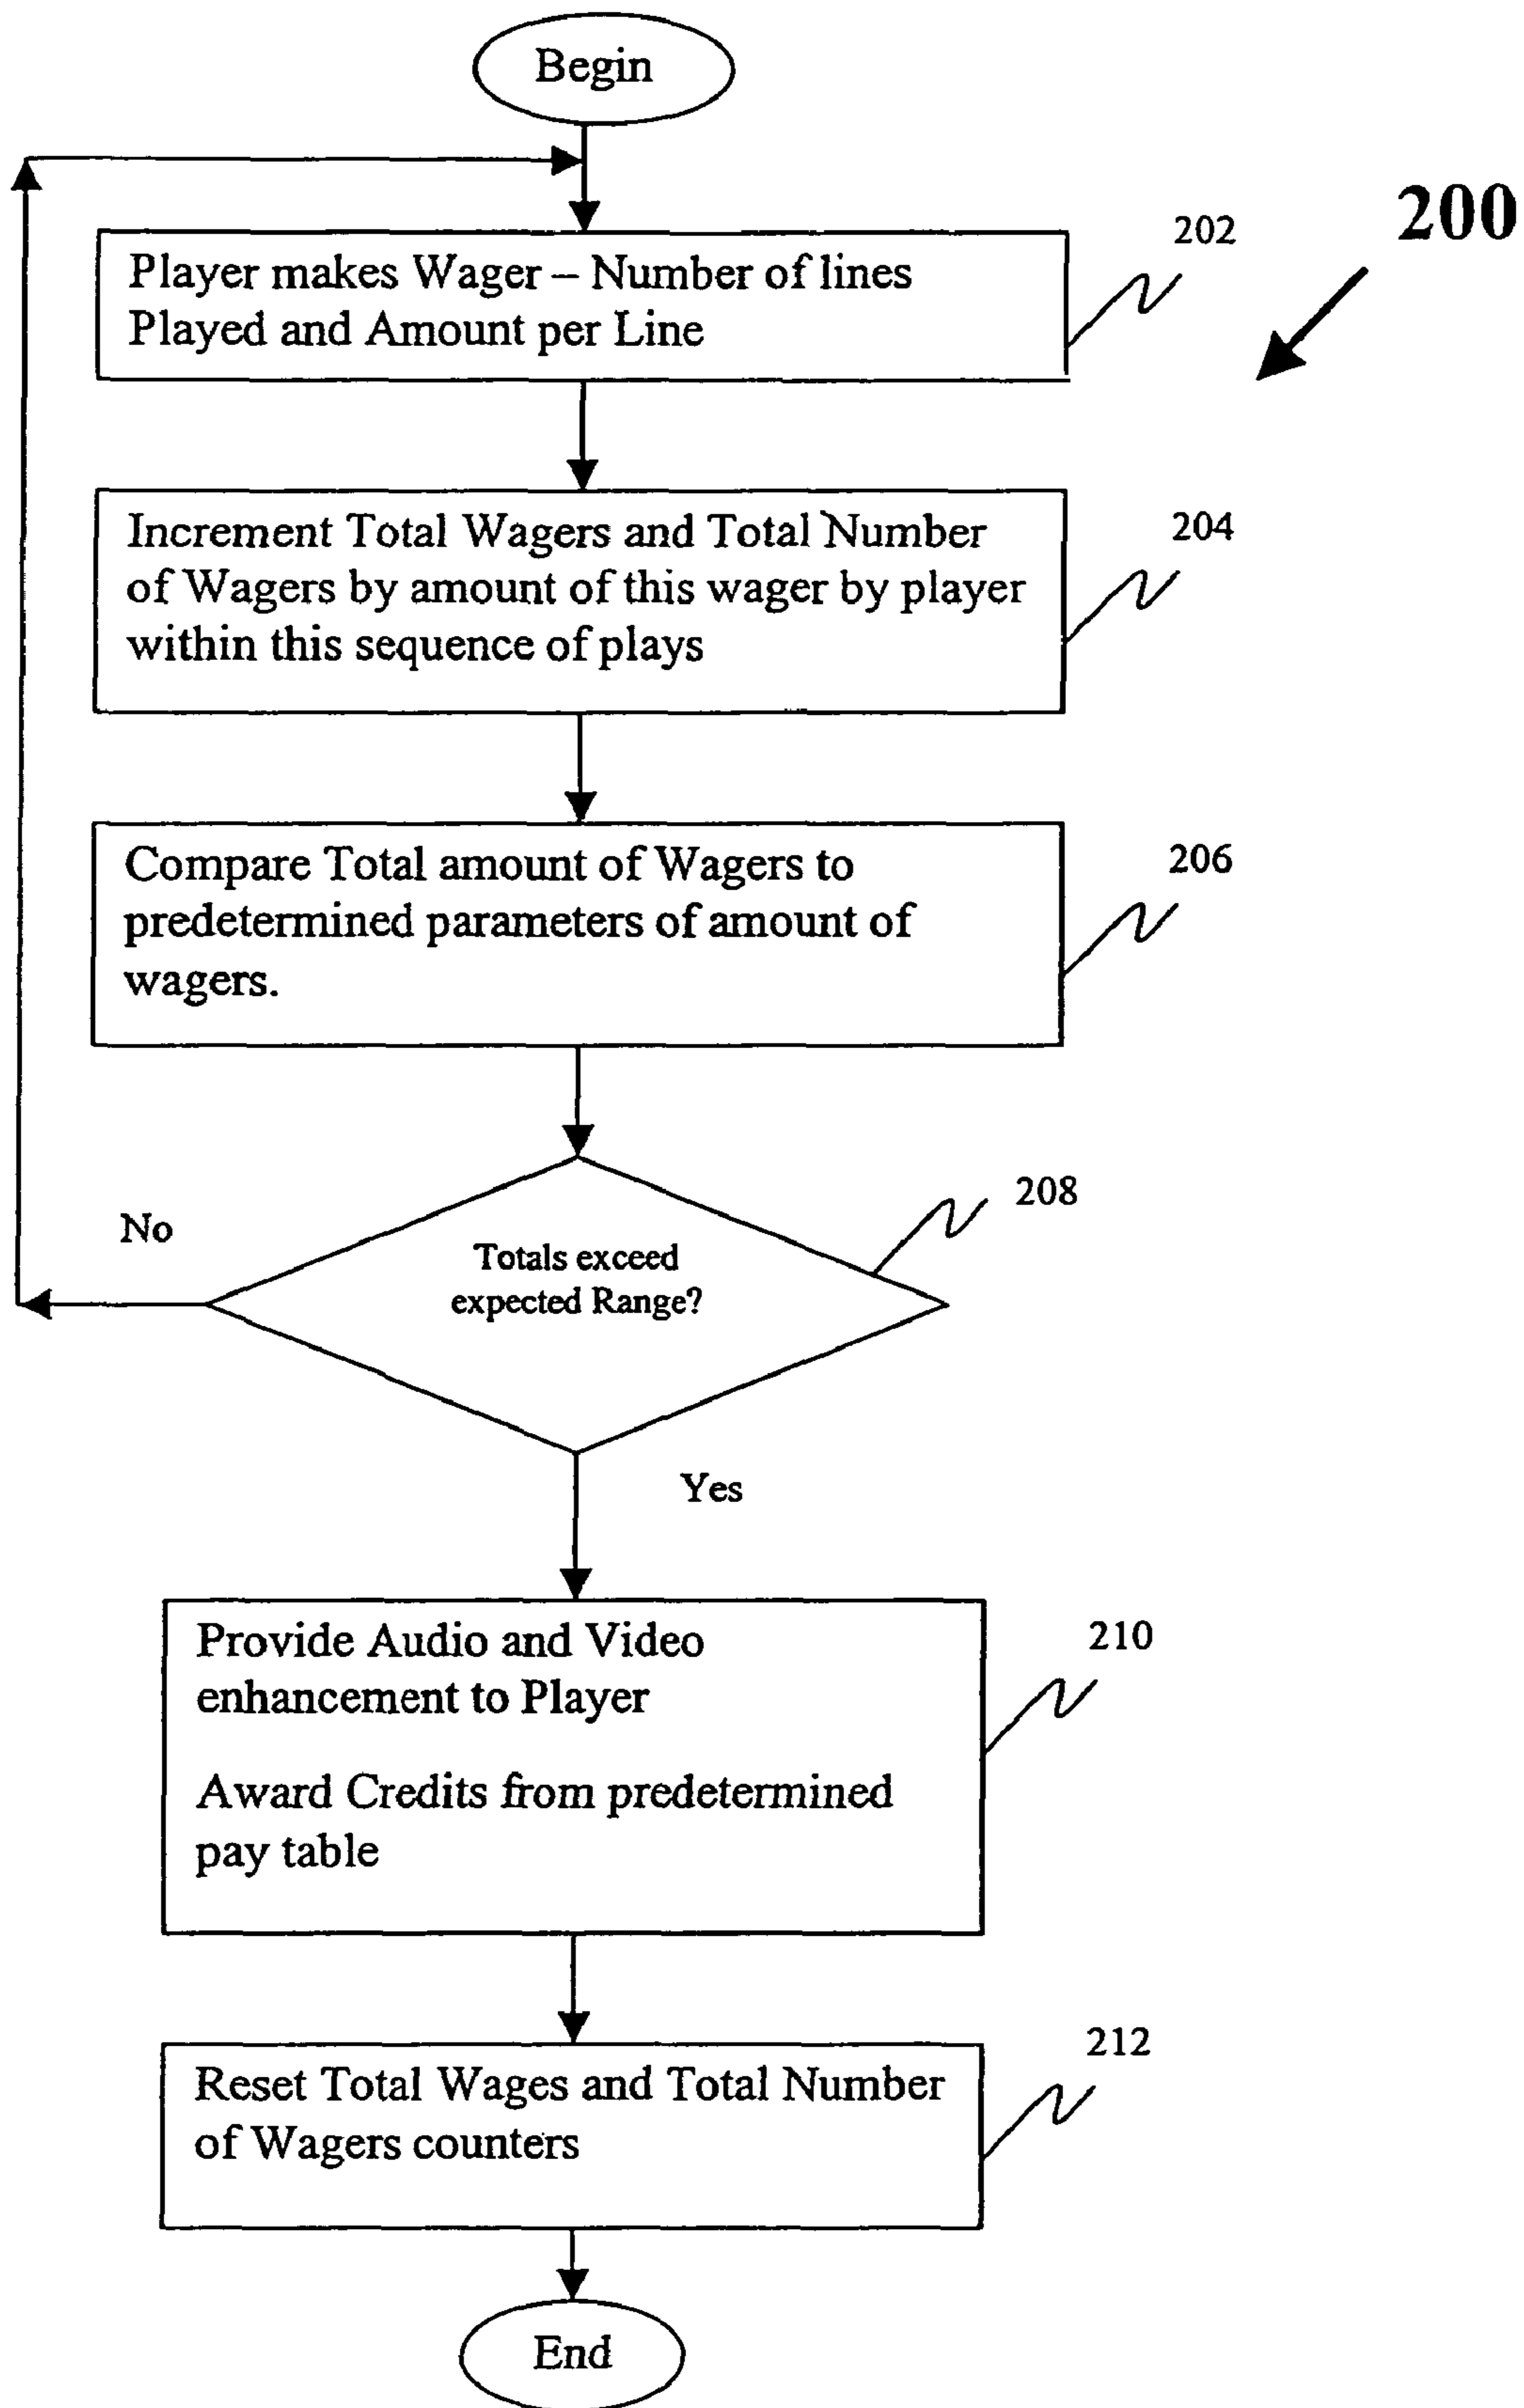 Begin
200
202
Player makes Wager – Number of lines
Played and Amount per Line
204
Increment Total Wagers and Total Number
of Wagers by amount of this wager by player
within this sequence of plays
206
Compare Total amount of Wagers to
predetermined parameters of amount of
wagers.
208
No
Totals exceed
expected Range?
Yes
210
Provide Audio and Video
enhancement to Player
Award Credits from predetermined
pay table
212
Reset Total Wages and Total Number
of Wagers counters
End